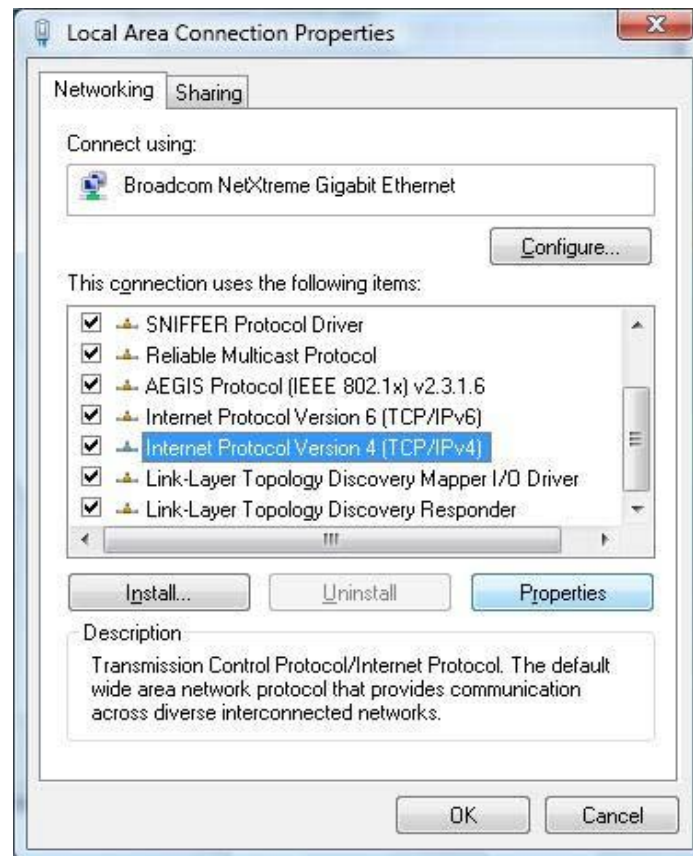 Local Area Connection Properties
Networking
Sharing
Connect using:
Broadcom NetXtreme Gigabit Ethernet
Configure...
This connection uses the following items:
SNIFFER Protocol Driver
Reliable Multicast Protocol
AEGIS Protocol (IEEE 802.1x) v2.3.1.6
Internet Protocol Version 6 (TCP/IPv6)
Internet Protocol Version 4 (TCP/IPv4)
Link-Layer Topology Discovery Mapper I/O Driver
Link-Layer Topology Discovery Responder
Install...
Uninstall
Properties
Description
Transmission Control Protocol/Internet Protocol. The default
wide area network protocol that provides communication
across diverse interconnected networks.
OK
Cancel